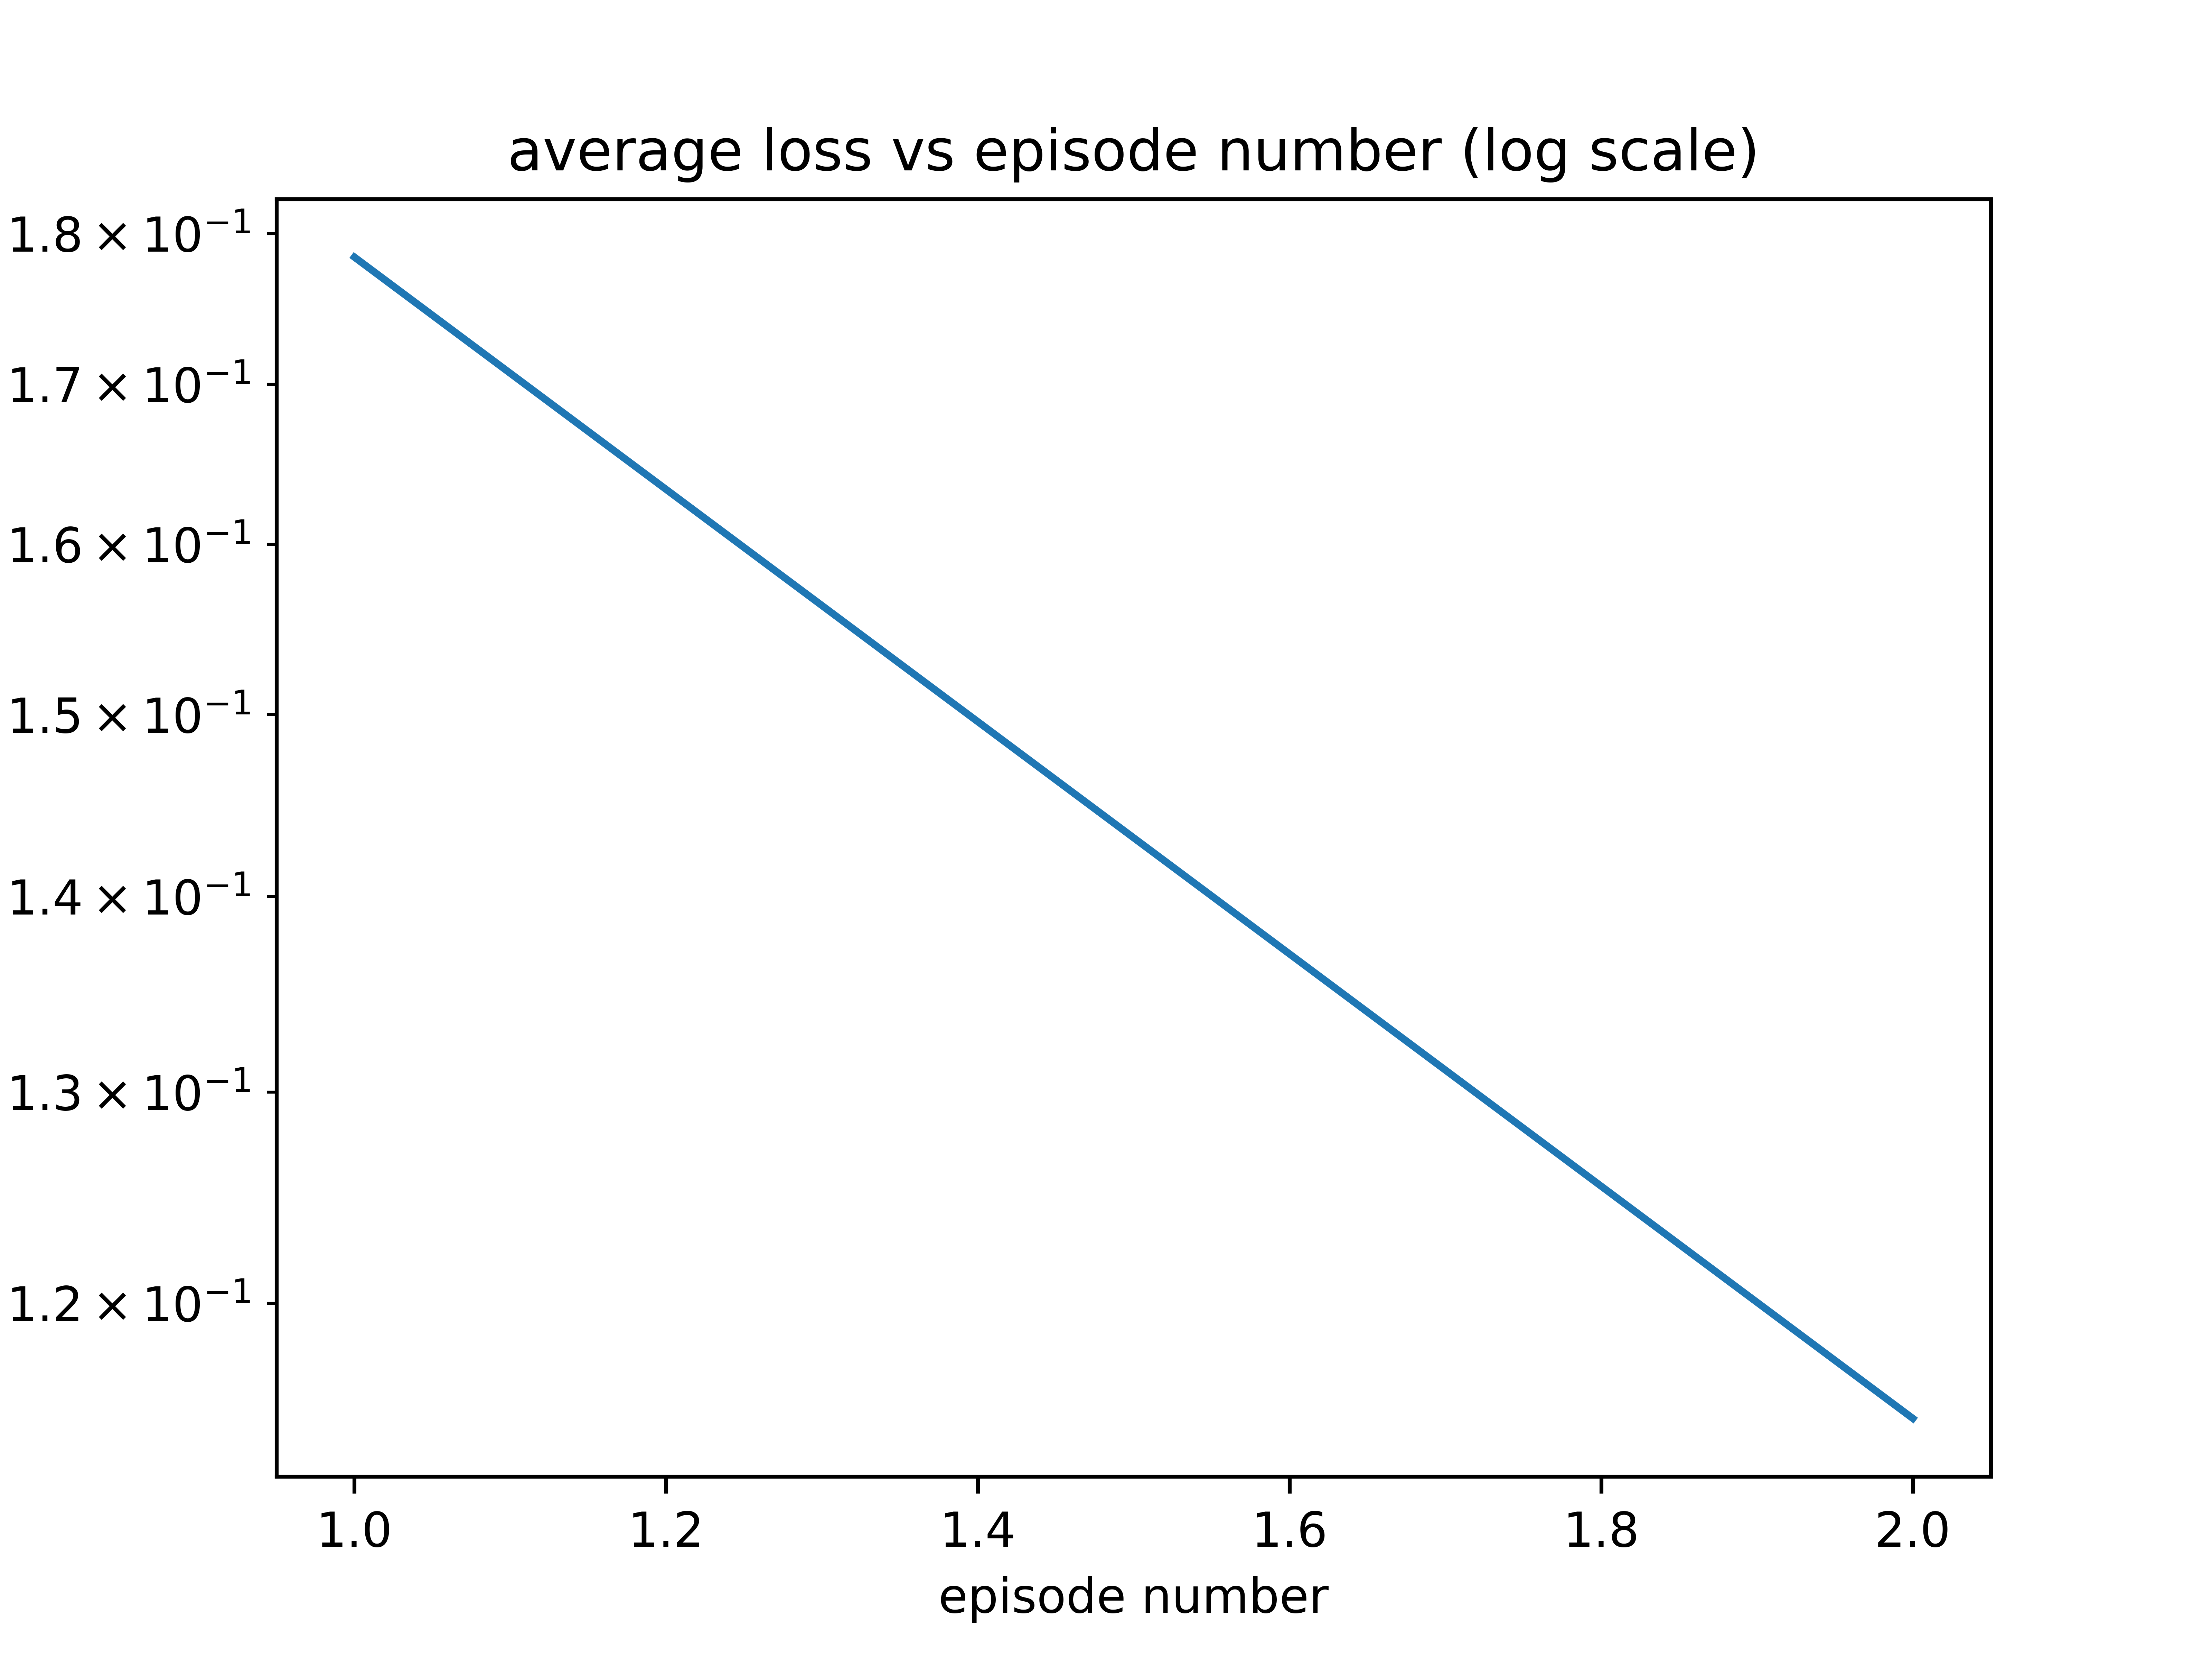 average loss vs episode number (log scale)
1.8 × 10⁻¹
1.7 × 10⁻¹
1.6 × 10⁻¹
1.5 × 10⁻¹
1.4 × 10⁻¹
1.3 × 10⁻¹
1.2 × 10⁻¹
1.0 1.2 1.4 1.6 1.8 2.0
episode number